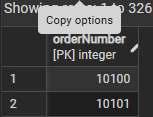 Showing 1 to 326
Copy options
orderNumber
[PK] integer
1 10100
2 10101